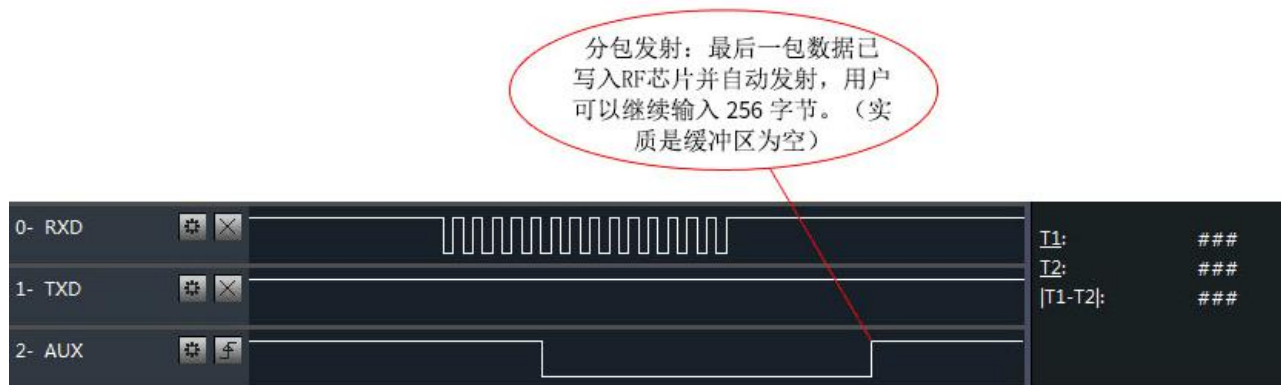 分包发射：最后一包数据已
写入RF芯片并自动发射，用户
可以继续输入 256 字节。（实
质是缓冲区为空）
0- RXD
T1: ###
1- TXD
T2: ###
|T1-T2|: ###
2- AUX